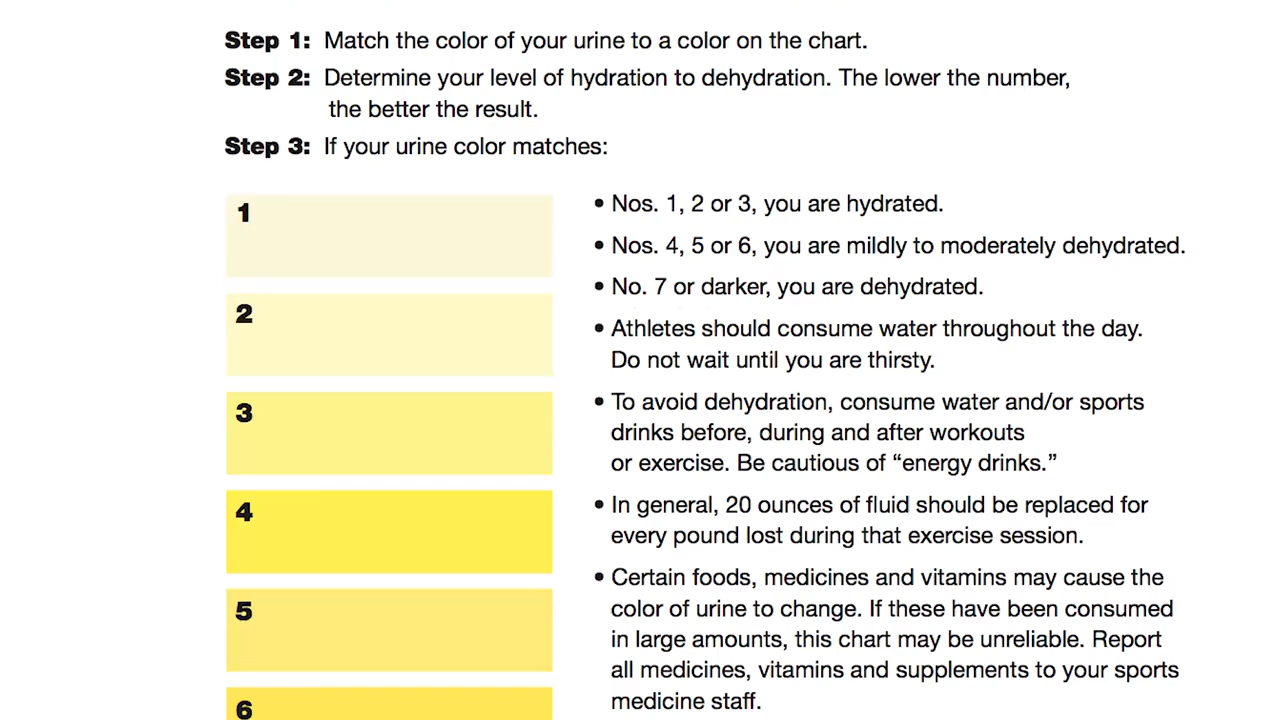 Step 1: Match the color of your urine to a color on the chart.
Step 2: Determine your level of hydration to dehydration. The lower the number,
the better the result.
Step 3: If your urine color matches:
1
2
3
4
5
6
• Nos. 1, 2 or 3, you are hydrated.
• Nos. 4, 5 or 6, you are mildly to moderately dehydrated.
• No. 7 or darker, you are dehydrated.
• Athletes should consume water throughout the day.
Do not wait until you are thirsty.
• To avoid dehydration, consume water and/or sports
drinks before, during and after workouts
or exercise. Be cautious of “energy drinks.”
• In general, 20 ounces of fluid should be replaced for
every pound lost during that exercise session.
• Certain foods, medicines and vitamins may cause the
color of urine to change. If these have been consumed
in large amounts, this chart may be unreliable. Report
all medicines, vitamins and supplements to your sports
medicine staff.